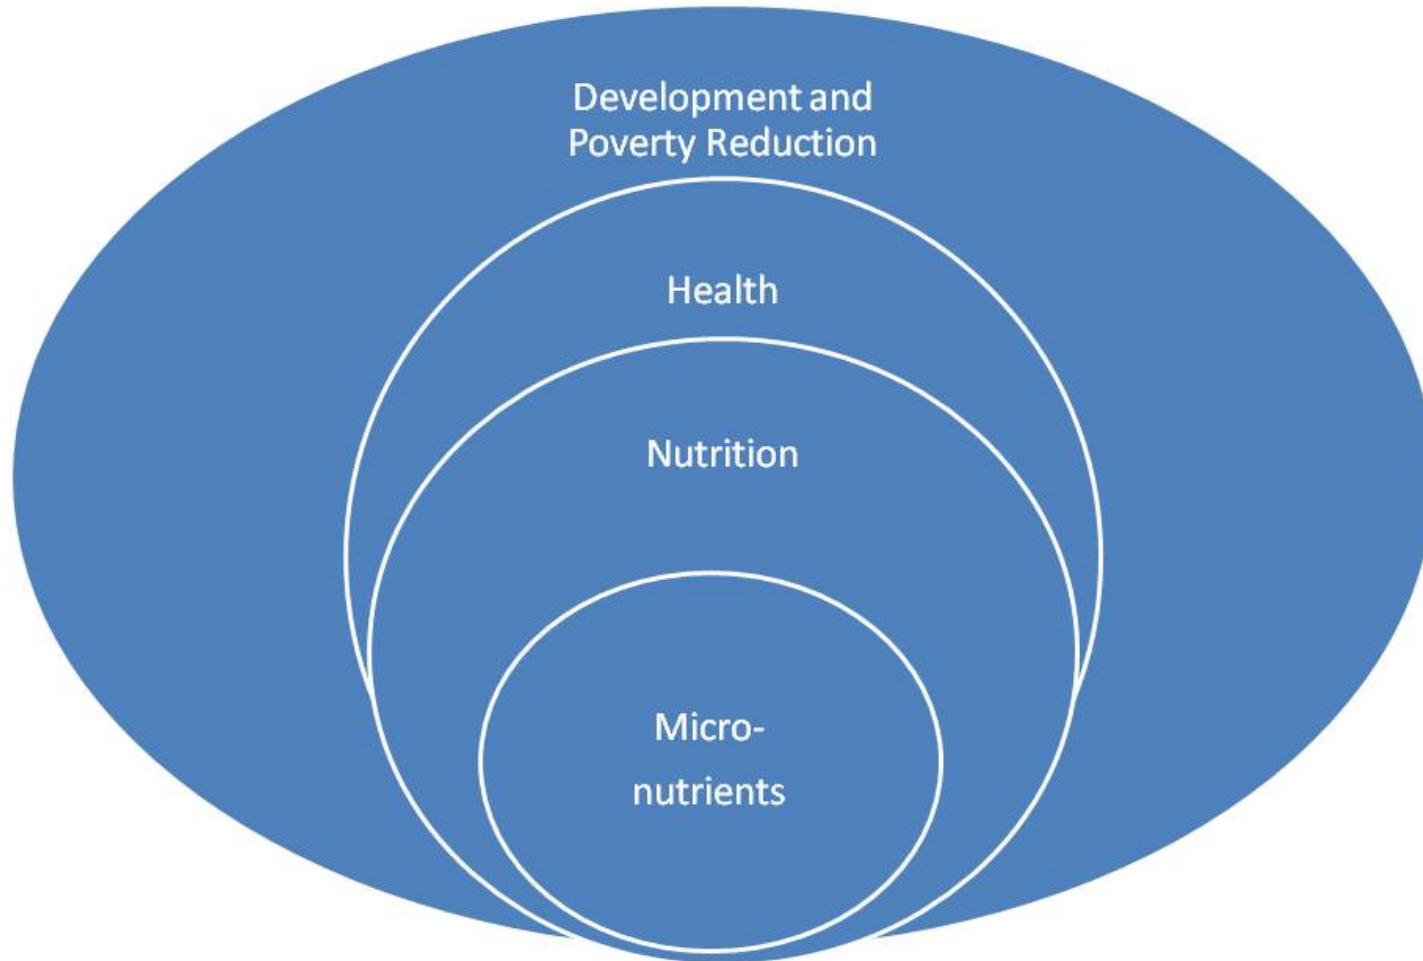 Development and
Poverty Reduction
Health
Nutrition
Micro-
nutrients